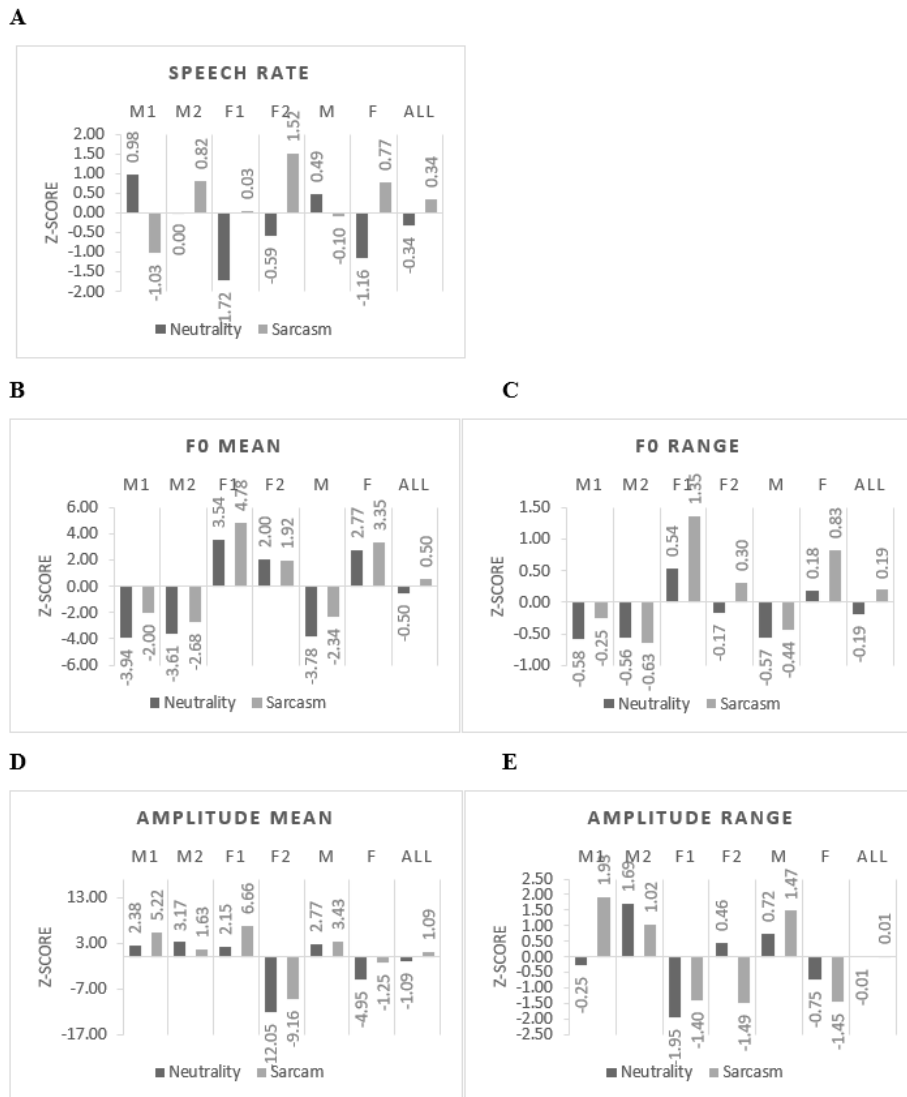 A
SPEECH RATE
M1 M2 F1 F2 M F ALL
2.00
1.50
1.00
0.50
0.00
-0.50
-1.00
-1.50
-2.00
Z-SCORE
0.98 -1.03 0.00 0.82 -1.72 0.03 -0.59 1.52 0.49 -0.10 -1.16 0.77 -0.34 0.34
Neutrality Sarcasm
B
F0 MEAN
M1 M2 F1 F2 M F ALL
6.00
4.00
2.00
0.00
-2.00
-4.00
-6.00
Z-SCORE
-3.94 -2.00 -3.61 -2.68 3.54 4.78 2.00 1.92 -3.78 -2.34 2.77 3.35 -0.50 0.50
Neutrality Sarcasm
C
F0 RANGE
M1 M2 F1 F2 M F ALL
1.50
1.00
0.50
0.00
-0.50
-1.00
Z-SCORE
-0.58 -0.25 -0.56 -0.63 0.54 1.35 -0.17 0.30 -0.57 -0.44 0.18 0.83 -0.19 0.19
Neutrality Sarcasm
D
AMPLITUDE MEAN
M1 M2 F1 F2 M F ALL
13.00
3.00
-7.00
-17.00
Z-SCORE
2.38 5.22 3.17 1.63 2.15 6.66 -12.05 -9.16 2.77 3.43 -4.95 -1.25 -1.09 1.09
Neutrality Sarcam
E
AMPLITUDE RANGE
M1 M2 F1 F2 M F ALL
2.50
2.00
1.50
1.00
0.50
0.00
-0.50
-1.00
-1.50
-2.00
-2.50
Z-SCORE
-0.25 1.93 1.69 1.02 -1.95 -1.40 0.46 -1.49 0.72 1.47 -0.75 -1.45 -0.01 0.01
Neutrality Sarcasm